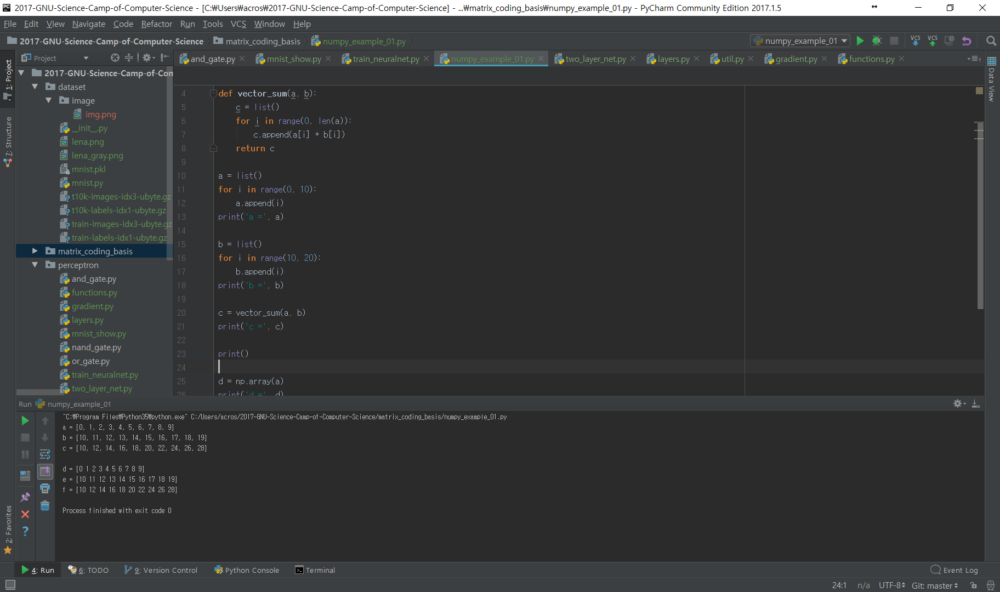 2017-GNU-Science-Camp-of-Computer-Science - [C:₩Users₩acros₩2017-GNU-Science-Camp-of-Computer-Science] - ...₩matrix_coding_basis₩numpy_example_01.py - PyCharm Community Edition 2017.1.5
File Edit View Navigate Code Refactor Run Tools VCS Window Help
2017-GNU-Science-Camp-of-Computer-Science matrix_coding_basis numpy_example_01.py numpy_example_01 VCS VCS
Project and_gate.py mnist_show.py train_neuralnet.py numpy_example_01.py two_layer_net.py layers.py util.py gradient.py functions.py
1: Project
7: Structure
2: Favorites
Data View
2017-GNU-Science-Camp-of-Com
dataset
image
img.png
__init__.py
lena.png
lena_gray.png
mnist.pkl
mnist.py
t10k-images-idx3-ubyte.gz
t10k-labels-idx1-ubyte.gz
train-images-idx3-ubyte.gz
train-labels-idx1-ubyte.gz
matrix_coding_basis
perceptron
and_gate.py
functions.py
gradient.py
layers.py
mnist_show.py
nand_gate.py
or_gate.py
train_neuralnet.py
two_layer_net.py
4 def vector_sum(a, b):
5 c = list()
6 for i in range(0, len(a)):
7 c.append(a[i] + b[i])
8 return c
9
10 a = list()
11 for i in range(0, 10):
12 a.append(i)
13 print('a =', a)
14
15 b = list()
16 for i in range(10, 20):
17 b.append(i)
18 print('b =', b)
19
20 c = vector_sum(a, b)
21 print('c =', c)
22
23 print()
24
25 d = np.array(a)
26 print('d =', d)
Run numpy_example_01
"C:₩Program Files₩Python35₩python.exe" C:/Users/acros/2017-GNU-Science-Camp-of-Computer-Science/matrix_coding_basis/numpy_example_01.py
a = [0, 1, 2, 3, 4, 5, 6, 7, 8, 9]
b = [10, 11, 12, 13, 14, 15, 16, 17, 18, 19]
c = [10, 12, 14, 16, 18, 20, 22, 24, 26, 28]
d = [0 1 2 3 4 5 6 7 8 9]
e = [10 11 12 13 14 15 16 17 18 19]
f = [10 12 14 16 18 20 22 24 26 28]
Process finished with exit code 0
4: Run 6: TODO 9: Version Control Python Console Terminal Event Log
24:1 n/a UTF-8 Git: master